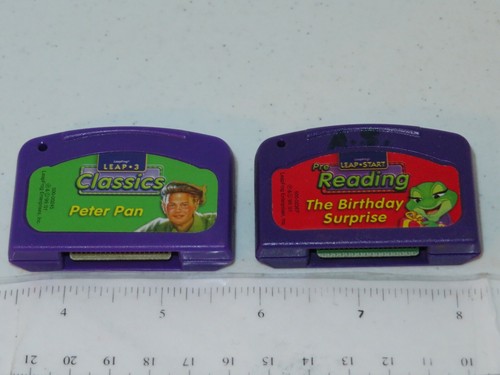 LEAP•3
Classics
Peter Pan
LEAP•START
Pre
Reading
The Birthday
Surprise
4 5 6 7 8
21 20 19 18 17 16 15 14 13 12 11 10